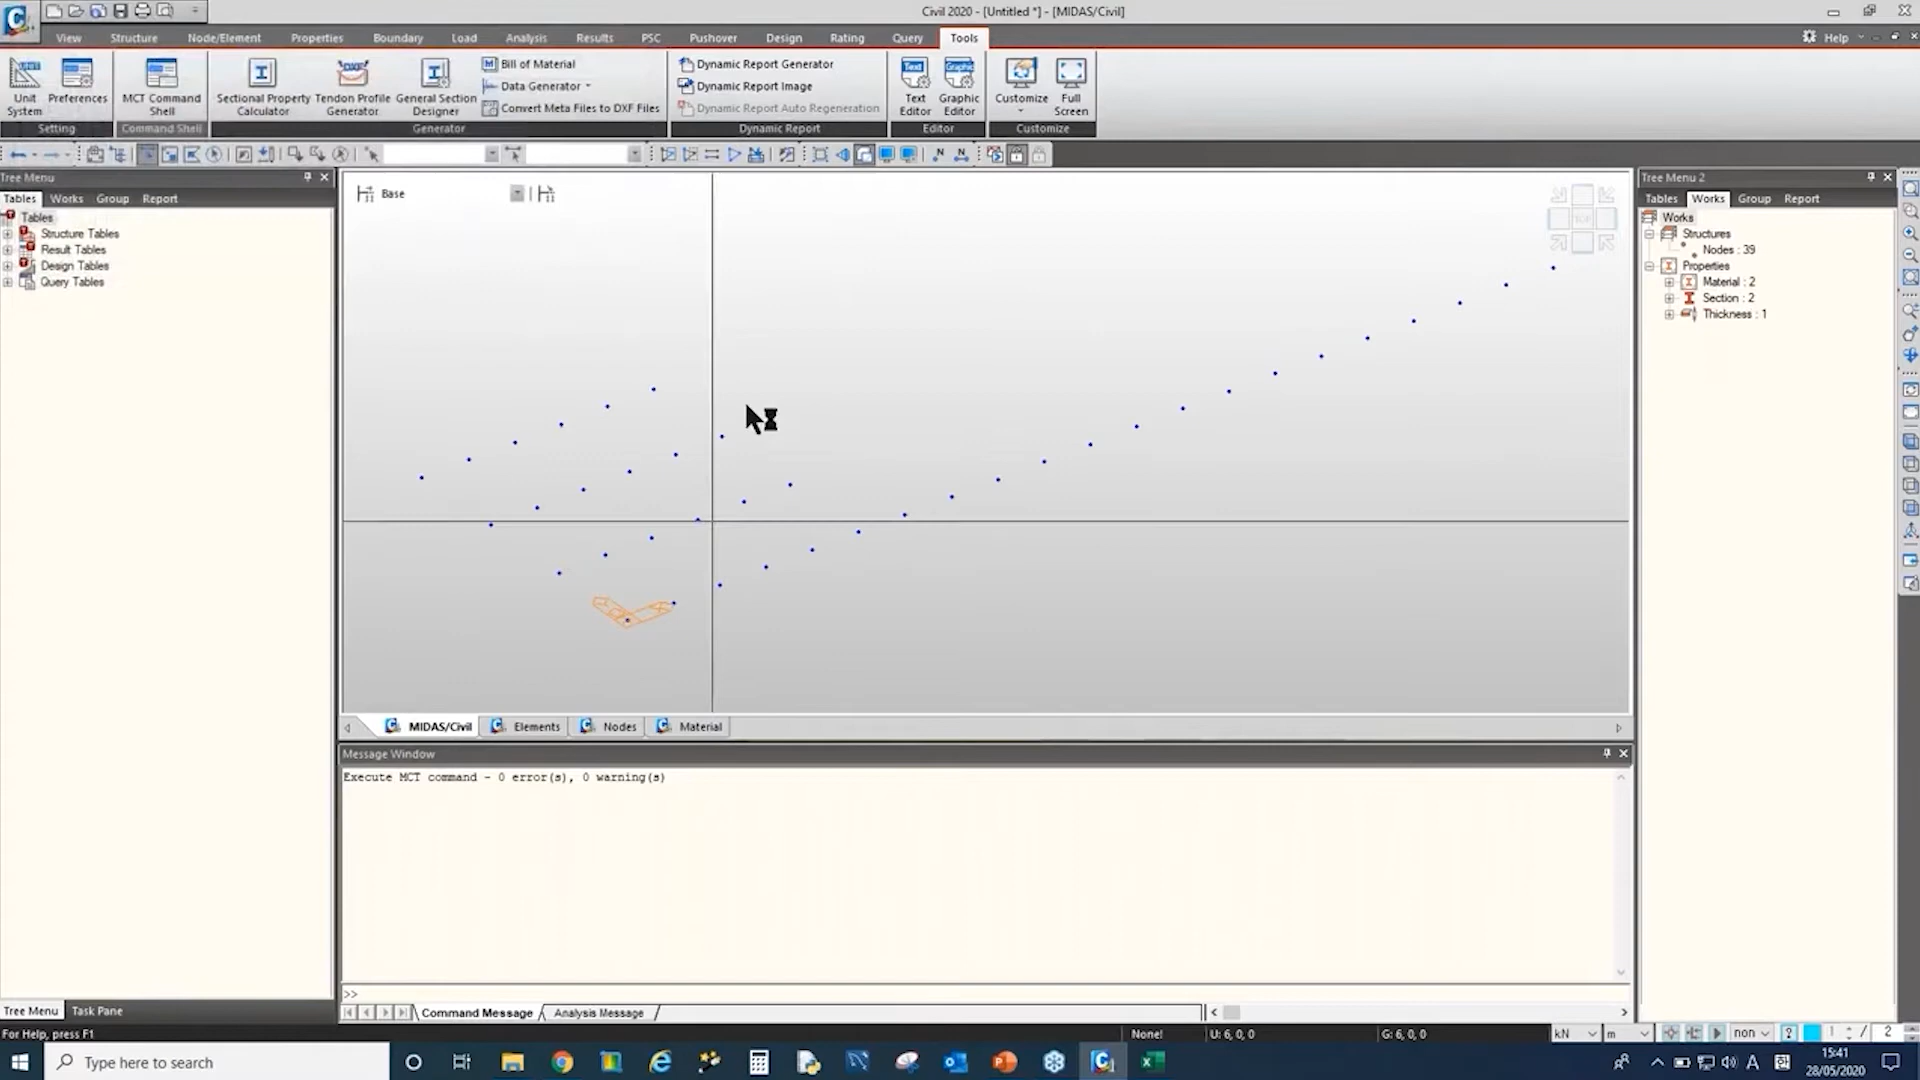 Civil 2020 - [Untitled *] - [MIDAS/Civil]
View Structure Node/Element Properties Boundary Load Analysis Results PSC Pushover Design Rating Query Tools Help
Unit System
Preferences
Setting
MCT Command Shell
Command Shell
Sectional Property Calculator
Tendon Profile Generator
General Section Designer
Bill of Material
Data Generator
Convert Meta Files to DXF Files
Generator
Dynamic Report Generator
Dynamic Report Image
Dynamic Report Auto Regeneration
Dynamic Report
Text Editor
Graphic Editor
Editor
Customize
Full Screen
Customize
Tree Menu
Tables Works Group Report
Tables
Structure Tables
Result Tables
Design Tables
Query Tables
Base
TOP
Tree Menu 2
Tables Works Group Report
Works
Structures
Nodes : 39
Properties
Material : 2
Section : 2
Thickness : 1
MIDAS/Civil Elements Nodes Material
Message Window
Execute MCT command - 0 error(s), 0 warning(s)
>>
Command Message Analysis Message
Tree Menu Task Pane
For Help, press F1
None! U: 6, 0, 0 G: 6, 0, 0 kN m non 1 / 2
Type here to search
A
15:41
28/05/2020